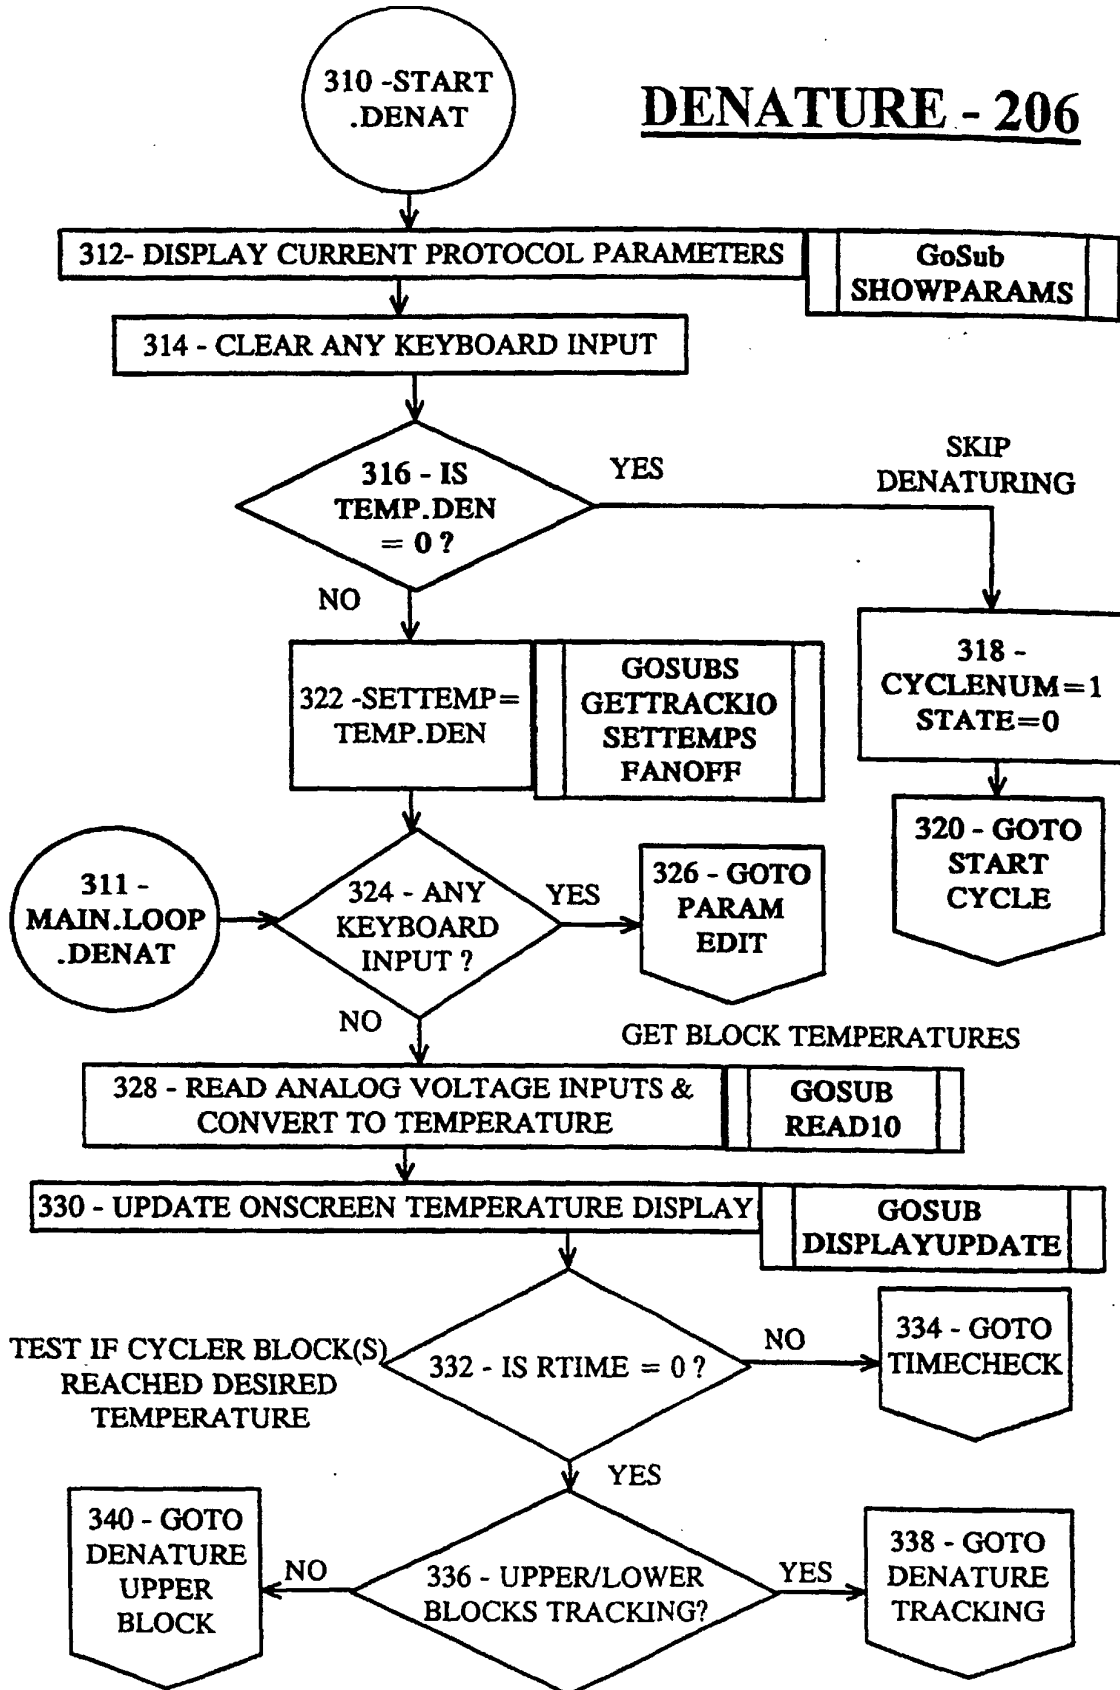 310 -START
.DENAT
DENATURE - 206
312- DISPLAY CURRENT PROTOCOL PARAMETERS
GoSub
SHOWPARAMS
314 - CLEAR ANY KEYBOARD INPUT
316 - IS
TEMP.DEN
= 0 ?
YES
SKIP
DENATURING
NO
318 -
CYCLENUM=1
STATE=0
322 -SETTEMP=
TEMP.DEN
GOSUBS
GETTRACKIO
SETTEMPS
FANOFF
320 - GOTO
START
CYCLE
311 -
MAIN.LOOP
.DENAT
324 - ANY
KEYBOARD
INPUT ?
YES
326 - GOTO
PARAM
EDIT
NO
GET BLOCK TEMPERATURES
328 - READ ANALOG VOLTAGE INPUTS &
CONVERT TO TEMPERATURE
GOSUB
READ10
330 - UPDATE ONSCREEN TEMPERATURE DISPLAY
GOSUB
DISPLAYUPDATE
TEST IF CYCLER BLOCK(S)
REACHED DESIRED
TEMPERATURE
332 - IS RTIME = 0 ?
NO
334 - GOTO
TIMECHECK
YES
340 - GOTO
DENATURE
UPPER
BLOCK
NO
336 - UPPER/LOWER
BLOCKS TRACKING?
YES
338 - GOTO
DENATURE
TRACKING